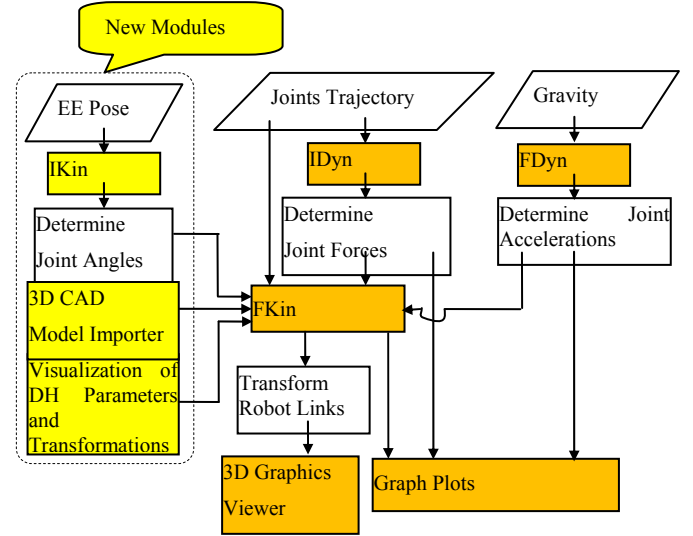 New Modules
EE Pose
Joints Trajectory
Gravity
IKin
IDyn
FDyn
Determine
Joint Angles
Determine
Joint Forces
Determine Joint
Accelerations
3D CAD
Model Importer
FKin
Visualization of
DH Parameters
and
Transformations
Transform
Robot Links
3D Graphics
Viewer
Graph Plots